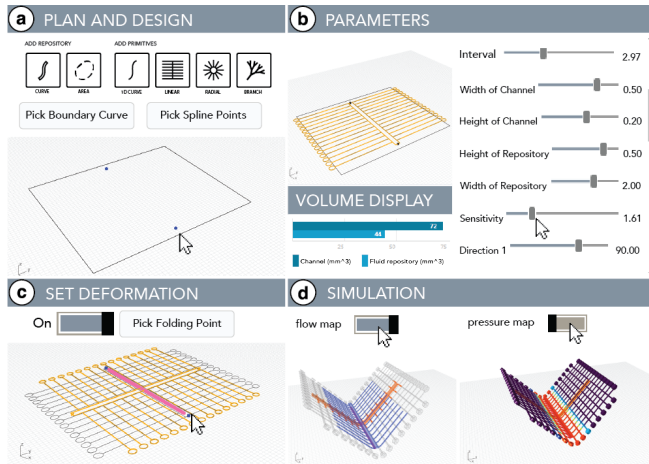 a PLAN AND DESIGN
ADD REPOSITORY ADD PRIMITIVES
CURVE AREA 1D CURVE LINEAR RADIAL BRANCH
Pick Boundary Curve Pick Spline Points
b PARAMETERS
Interval 2.97
Width of Channel 0.50
Height of Channel 0.20
Height of Repository 0.50
Width of Repository 2.00
Sensitivity 1.61
Direction 1 90.00
VOLUME DISPLAY
72
44
25 50 75
Channel (mm^3) Fluid repository (mm^3)
c SET DEFORMATION
On Pick Folding Point
d SIMULATION
flow map pressure map